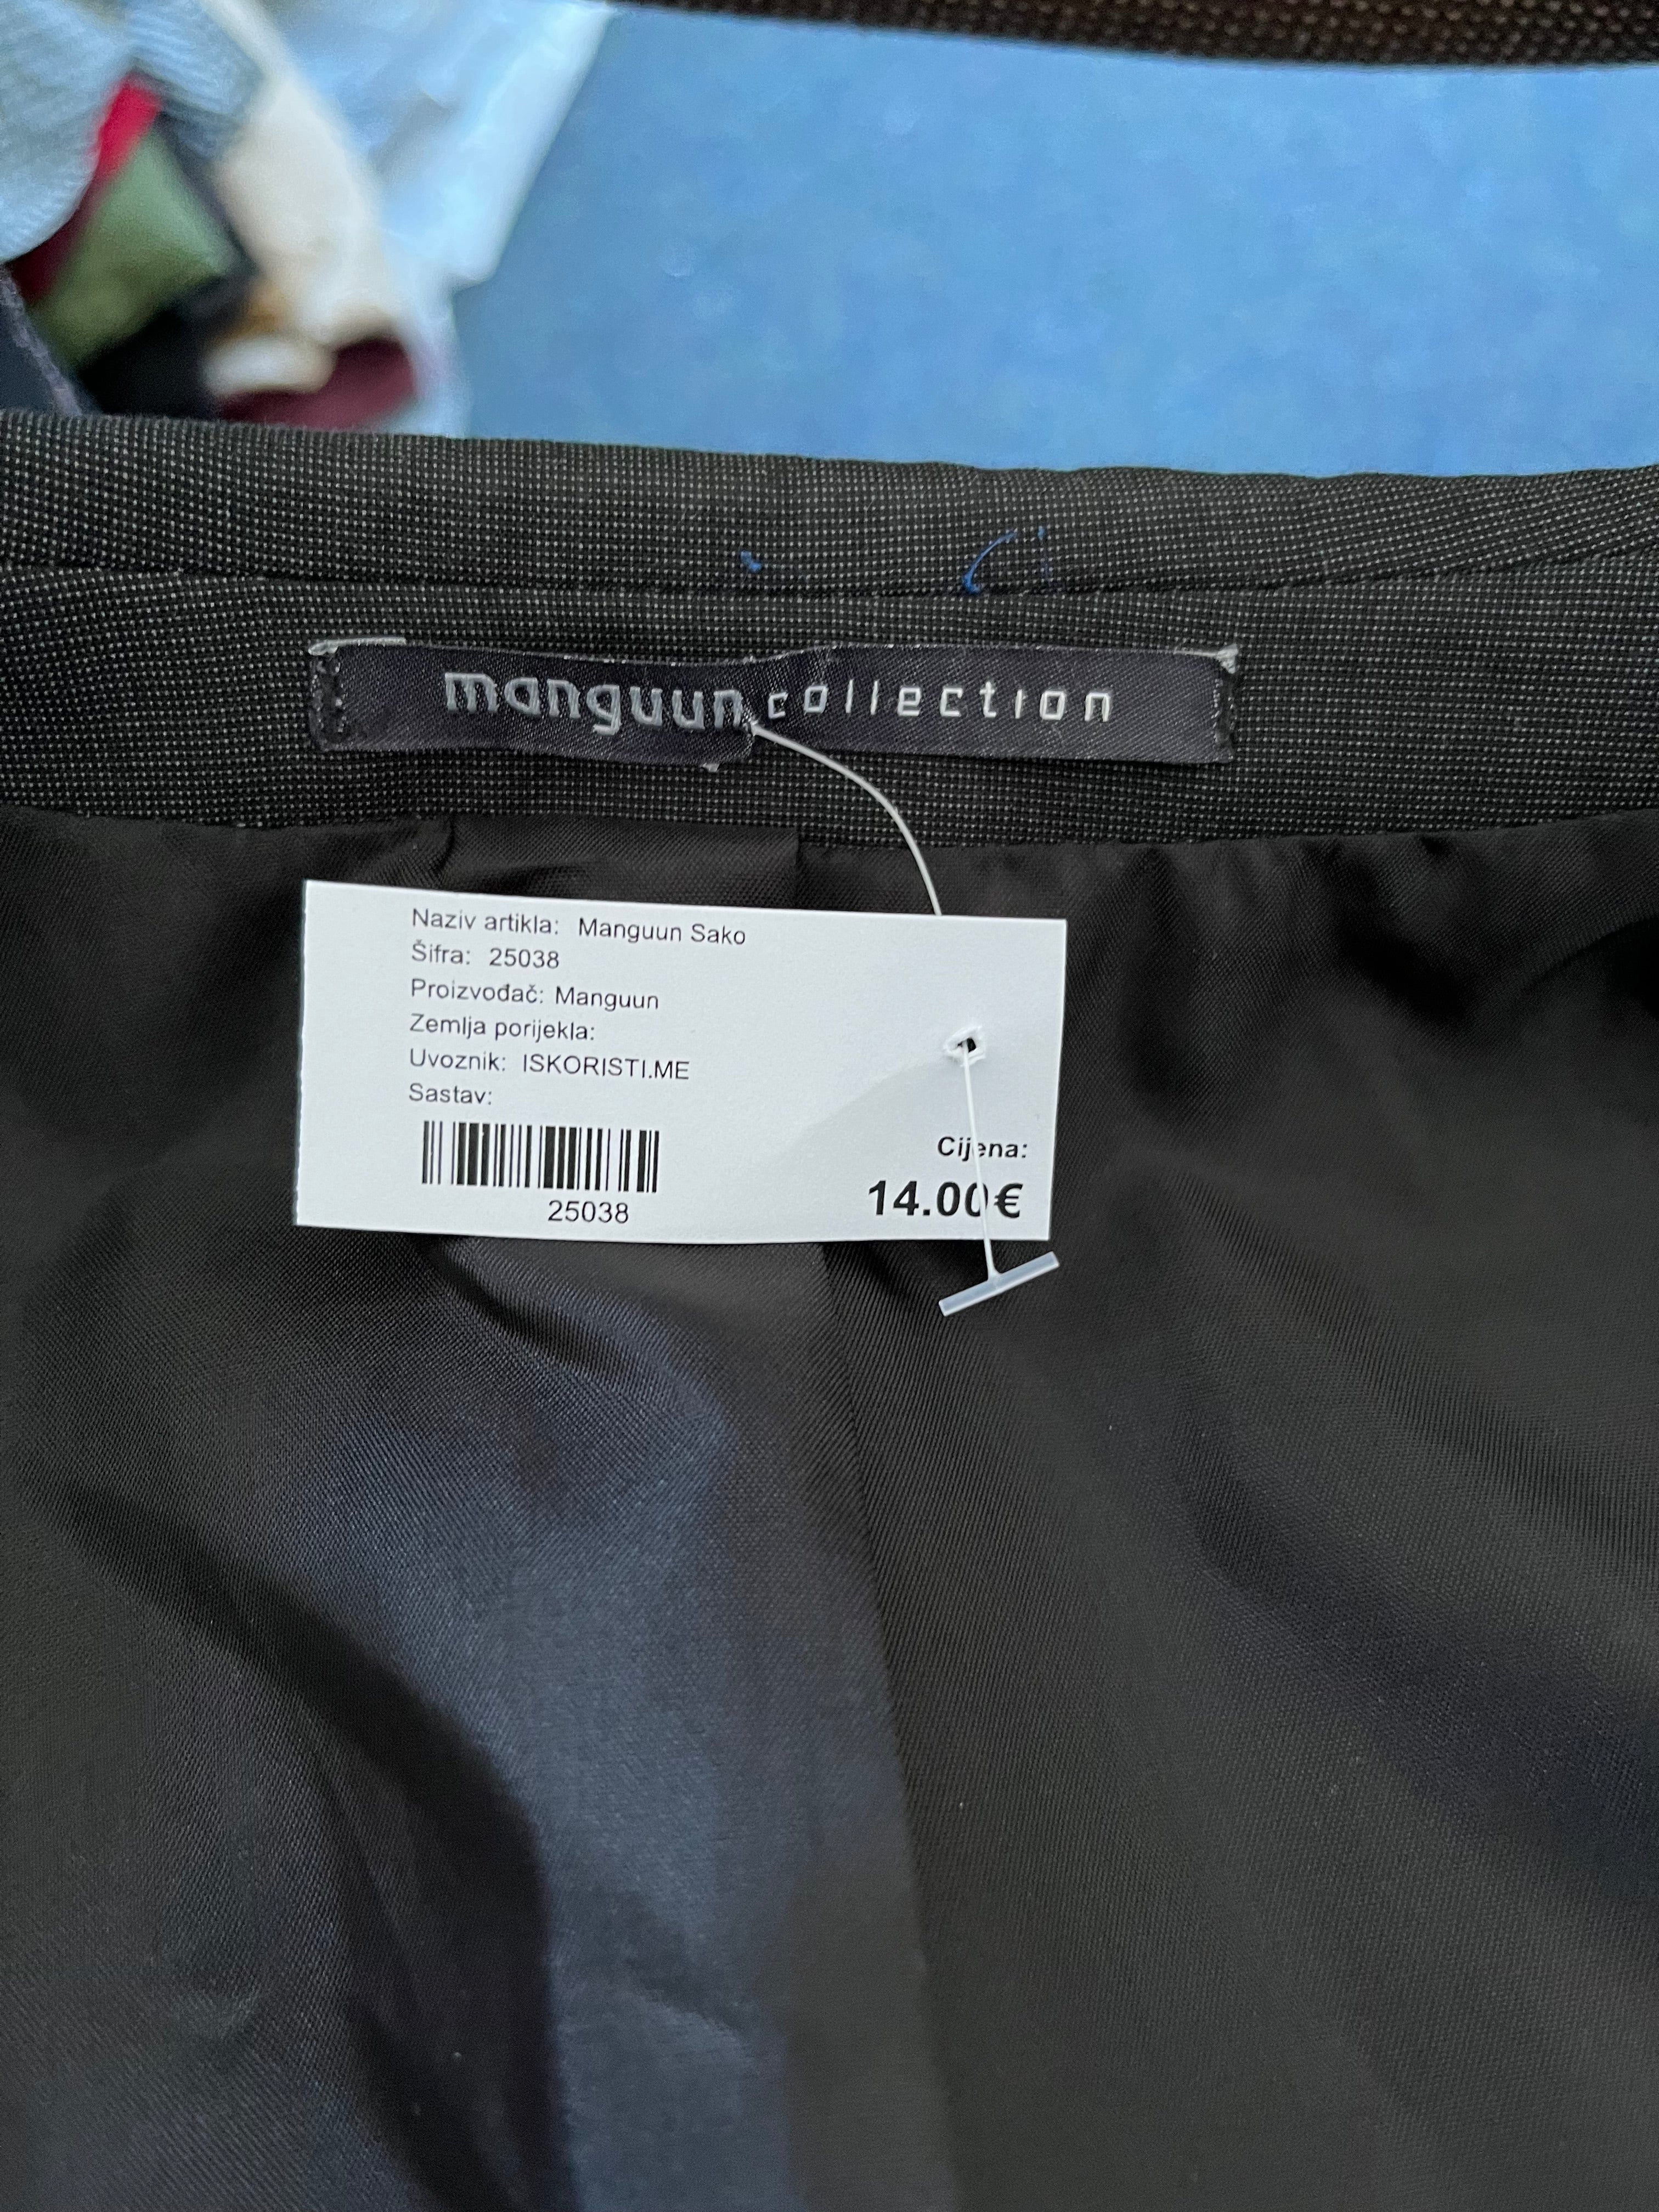 manguun collection
Naziv artikla: Manguun Sako
Šifra: 25038
Proizvođač: Manguun
Zemlja porijekla:
Uvoznik: ISKORISTI.ME
Sastav:
25038
Cijena:
14.00€